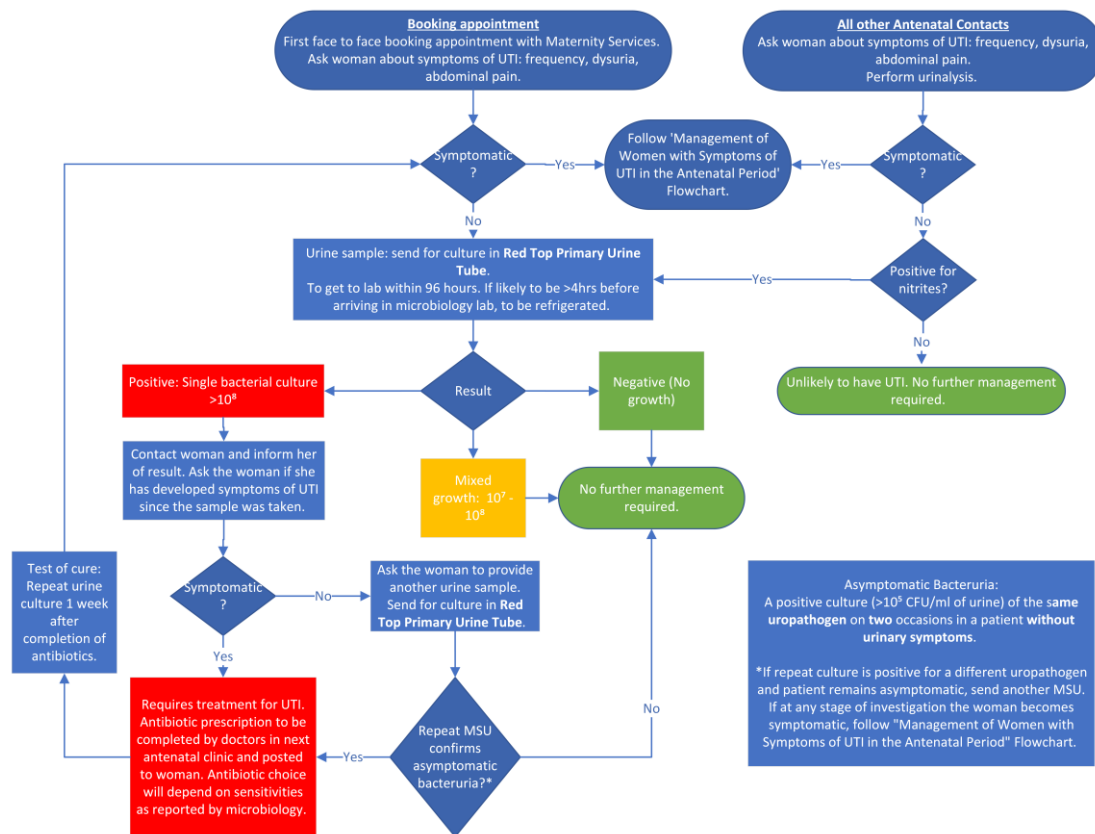 Booking appointment
First face to face booking appointment with Maternity Services.
Ask woman about symptoms of UTI: frequency, dysuria,
abdominal pain.
All other Antenatal Contacts
Ask woman about symptoms of UTI: frequency, dysuria,
abdominal pain.
Perform urinalysis.
Symptomatic
?
Yes
Follow 'Management of
Women with Symptoms of
UTI in the Antenatal Period'
Flowchart.
Yes
Symptomatic
?
No
No
Urine sample: send for culture in Red Top Primary Urine
Tube.
To get to lab within 96 hours. If likely to be >4hrs before
arriving in microbiology lab, to be refrigerated.
Yes
Positive for
nitrites?
No
Positive: Single bacterial culture
>10⁸
Result
Negative (No
growth)
Unlikely to have UTI. No further management
required.
Contact woman and inform her
of result. Ask the woman if she
has developed symptoms of UTI
since the sample was taken.
Mixed
growth: 10⁷ -
10⁸
No further management
required.
Test of cure:
Repeat urine
culture 1 week
after
completion of
antibiotics.
Symptomatic
?
No
Ask the woman to provide
another urine sample.
Send for culture in Red
Top Primary Urine Tube.
Yes
Asymptomatic Bacteruria:
A positive culture (>10⁵ CFU/ml of urine) of the same
uropathogen on two occasions in a patient without
urinary symptoms.
*If repeat culture is positive for a different uropathogen
and patient remains asymptomatic, send another MSU.
If at any stage of investigation the woman becomes
symptomatic, follow "Management of Women with
Symptoms of UTI in the Antenatal Period" Flowchart.
Requires treatment for UTI.
Antibiotic prescription to be
completed by doctors in next
antenatal clinic and posted
to woman. Antibiotic choice
will depend on sensitivities
as reported by microbiology.
Yes
Repeat MSU
confirms
asymptomatic
bacteruria?*
No